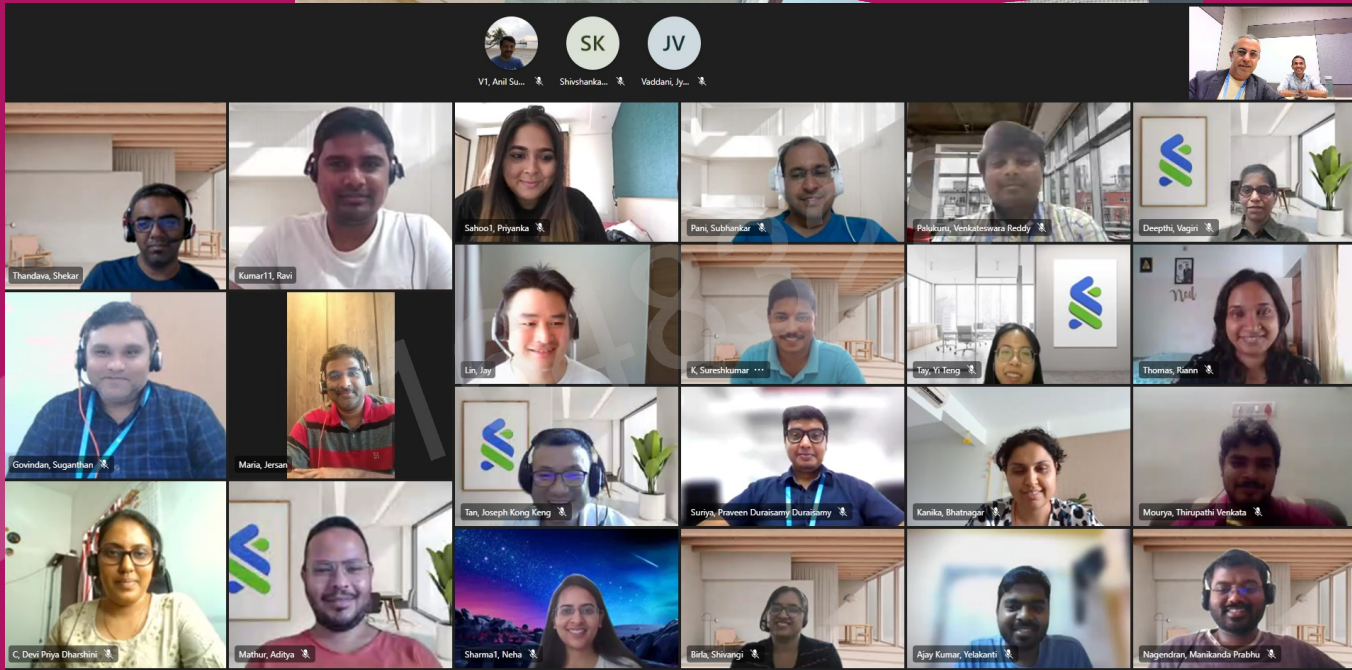 SK
JV
V1, Anil Su...
Shivshanka...
Vaddani, Jy...
Thandava, Shekar
Kumar11, Ravi
Sahoo1, Priyanka
Pani, Subhankar
Palukuru, Venkateswara Reddy
Deepthi, Vagiri
Lin, Jay
K, Sureshkumar ...
Tay, Yi Teng
Thomas, Riann
Govindan, Suganthan
Maria, Jersan
Tan, Joseph Kong Keng
Suriya, Praveen Duraisamy Duraisamy
Kanika, Bhatnagar
Mourya, Thirupathi Venkata
C, Devi Priya Dharshini
Mathur, Aditya
Sharma1, Neha
Birla, Shivangi
Ajay Kumar, Yelakanti
Nagendran, Manikanda Prabhu